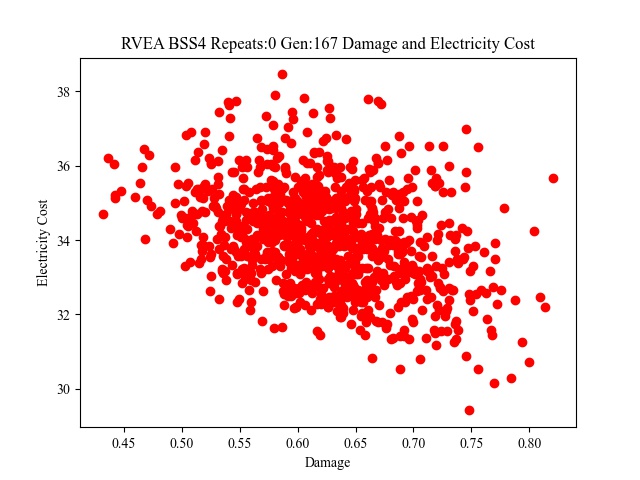 RVEA BSS4 Repeats:0 Gen:167 Damage and Electricity Cost
38
36
34
32
30
Electricity Cost
0.45 0.50 0.55 0.60 0.65 0.70 0.75 0.80
Damage